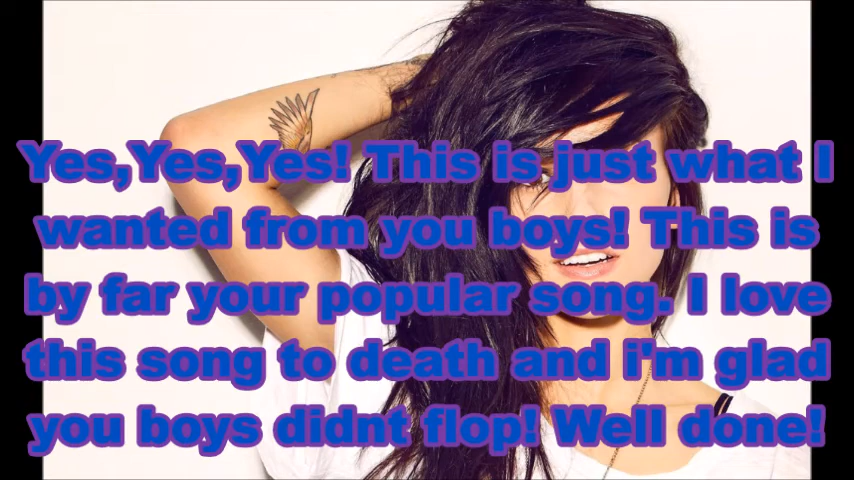 Yes,Yes,Yes! This is just what I
wanted from you boys! This is
by far your popular song. I love
this song to death and i'm glad
you boys didnt flop! Well done!